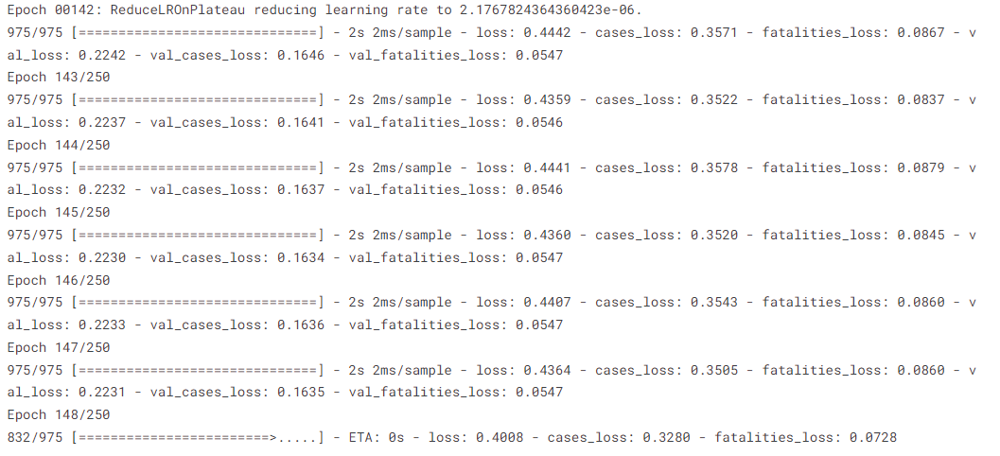 Epoch 00142: ReduceLROnPlateau reducing learning rate to 2.1767824364360423e-06.
975/975 [==============================] - 2s 2ms/sample - loss: 0.4442 - cases_loss: 0.3571 - fatalities_loss: 0.0867 - v
al_loss: 0.2242 - val_cases_loss: 0.1646 - val_fatalities_loss: 0.0547
Epoch 143/250
975/975 [==============================] - 2s 2ms/sample - loss: 0.4359 - cases_loss: 0.3522 - fatalities_loss: 0.0837 - v
al_loss: 0.2237 - val_cases_loss: 0.1641 - val_fatalities_loss: 0.0546
Epoch 144/250
975/975 [==============================] - 2s 2ms/sample - loss: 0.4441 - cases_loss: 0.3578 - fatalities_loss: 0.0879 - v
al_loss: 0.2232 - val_cases_loss: 0.1637 - val_fatalities_loss: 0.0546
Epoch 145/250
975/975 [==============================] - 2s 2ms/sample - loss: 0.4360 - cases_loss: 0.3520 - fatalities_loss: 0.0845 - v
al_loss: 0.2230 - val_cases_loss: 0.1634 - val_fatalities_loss: 0.0547
Epoch 146/250
975/975 [==============================] - 2s 2ms/sample - loss: 0.4407 - cases_loss: 0.3543 - fatalities_loss: 0.0860 - v
al_loss: 0.2233 - val_cases_loss: 0.1636 - val_fatalities_loss: 0.0547
Epoch 147/250
975/975 [==============================] - 2s 2ms/sample - loss: 0.4364 - cases_loss: 0.3505 - fatalities_loss: 0.0860 - v
al_loss: 0.2231 - val_cases_loss: 0.1635 - val_fatalities_loss: 0.0547
Epoch 148/250
832/975 [========================>.....] - ETA: 0s - loss: 0.4008 - cases_loss: 0.3280 - fatalities_loss: 0.0728